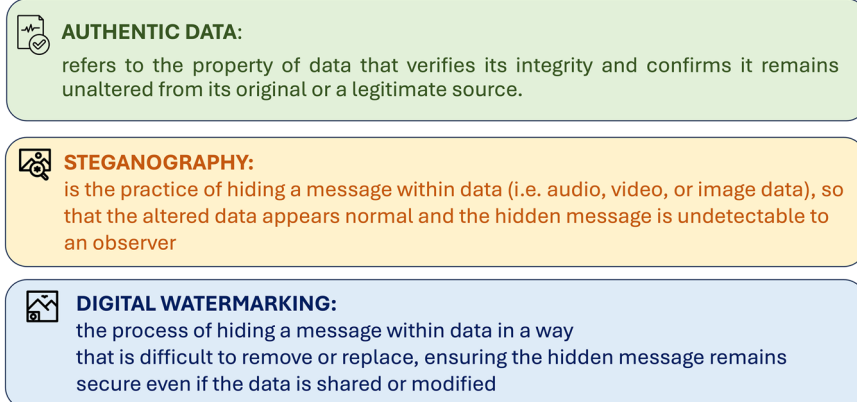 AUTHENTIC DATA:
refers to the property of data that verifies its integrity and confirms it remains
unaltered from its original or a legitimate source.
STEGANOGRAPHY:
is the practice of hiding a message within data (i.e. audio, video, or image data), so
that the altered data appears normal and the hidden message is undetectable to
an observer
DIGITAL WATERMARKING:
the process of hiding a message within data in a way
that is difficult to remove or replace, ensuring the hidden message remains
secure even if the data is shared or modified